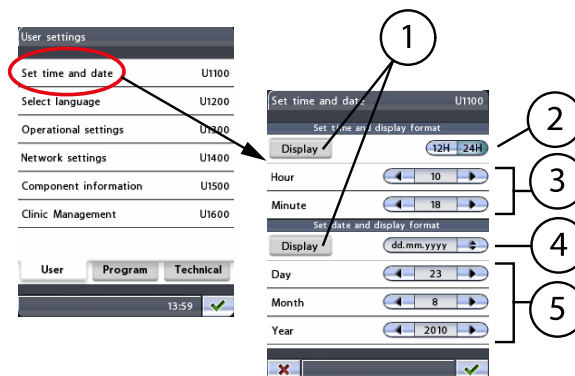 User settings
Set time and date U1100
Select language U1200
Operational settings U1300
Network settings U1400
Component information U1500
Clinic Management U1600
User Program Technical
13:59
1
Set time and date U1100
Set time and display format
Display 12H 24H
2
Hour 10
3
Minute 18
Set date and display format
Display dd.mm.yyyy
4
Day 23
Month 8
5
Year 2010